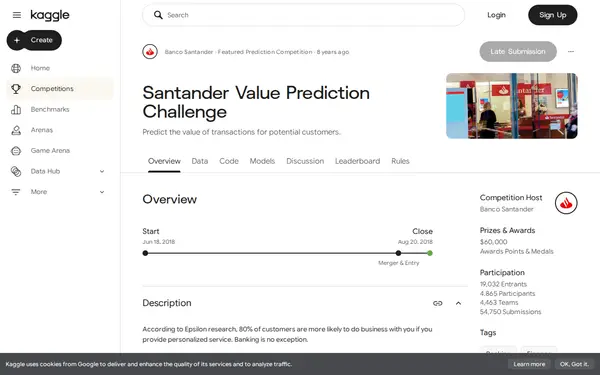 kaggle
Search
Login
Sign Up
Create
Home
Competitions
Benchmarks
Arenas
Game Arena
Data Hub
More
Banco Santander · Featured Prediction Competition · 8 years ago
Late Submission
Santander Value Prediction
Challenge
Predict the value of transactions for potential customers.
Santander
Overview
Data
Code
Models
Discussion
Leaderboard
Rules
Overview
Start
Close
Jun 18, 2018
Aug 20, 2018
Merger & Entry
Description
According to Epsilon research, 80% of customers are more likely to do business with you if you
provide personalized service. Banking is no exception.
Competition Host
Banco Santander
Prizes & Awards
$60,000
Awards Points & Medals
Participation
19,032 Entrants
4,865 Participants
4,463 Teams
54,750 Submissions
Tags
Banking
Finance
Kaggle uses cookies from Google to deliver and enhance the quality of its services and to analyze traffic.
Learn more
OK, Got it.